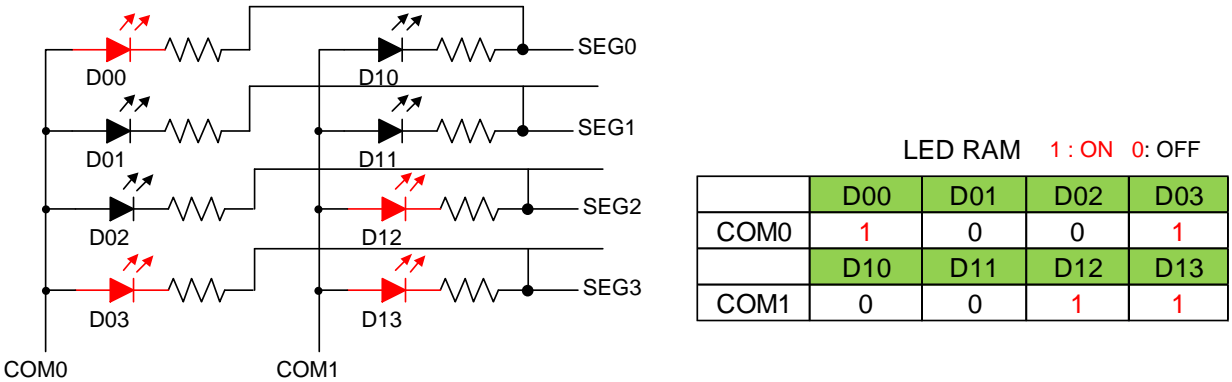 SEG0
D00 D10
SEG1
D01 D11
SEG2
D02 D12
SEG3
D03 D13
COM0 COM1
LED RAM 1 : ON 0: OFF
D00 D01 D02 D03
COM0 1 0 0 1
D10 D11 D12 D13
COM1 0 0 1 1